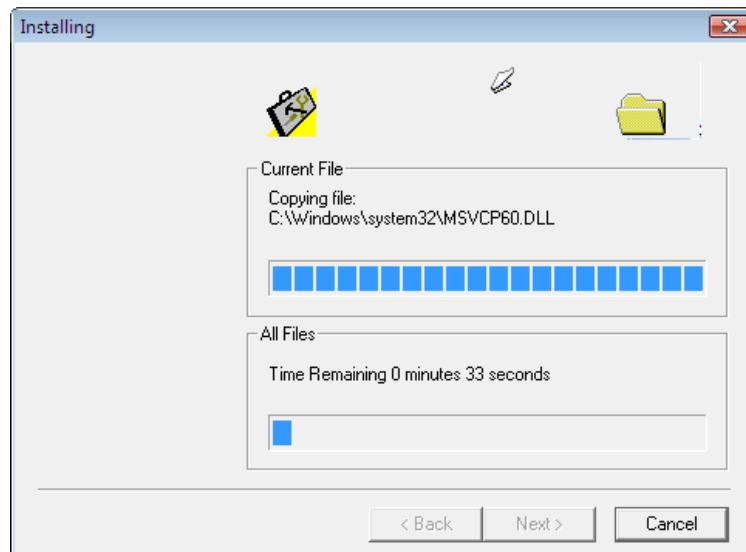 Installing
Current File
Copying file:
C:\Windows\system32\MSVCP60.DLL
All Files
Time Remaining 0 minutes 33 seconds
< Back
Next >
Cancel